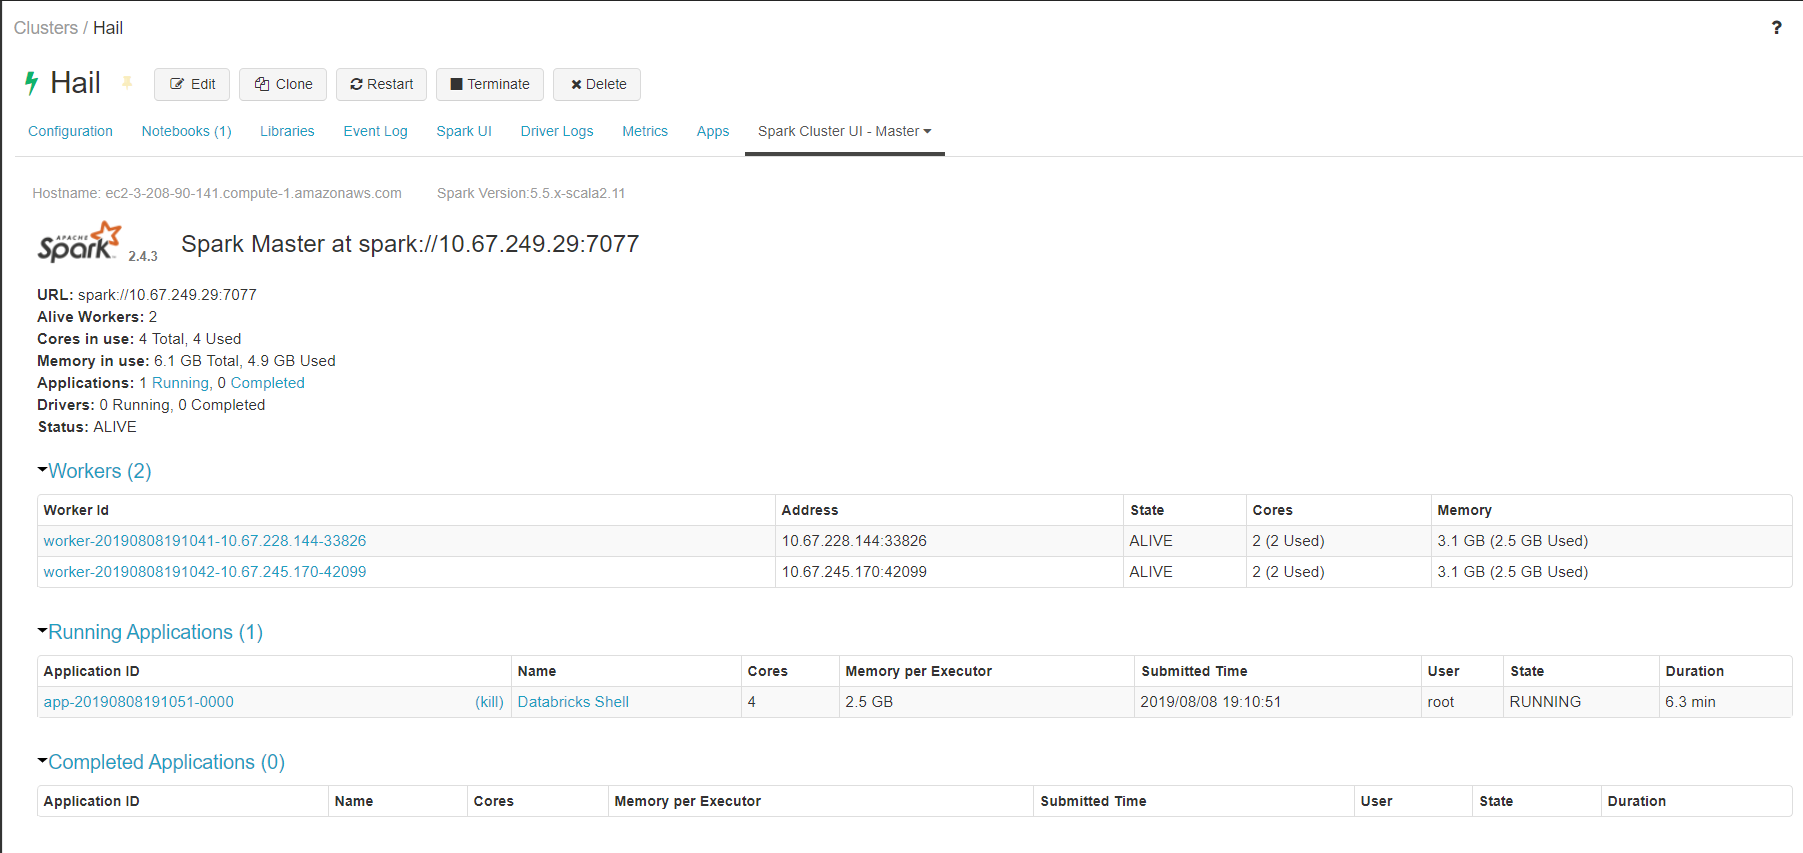 Clusters / Hail
?
Hail Edit Clone Restart Terminate Delete
Configuration Notebooks (1) Libraries Event Log Spark UI Driver Logs Metrics Apps Spark Cluster UI - Master
Hostname: ec2-3-208-90-141.compute-1.amazonaws.com Spark Version:5.5.x-scala2.11
APACHE Spark 2.4.3 Spark Master at spark://10.67.249.29:7077
URL: spark://10.67.249.29:7077
Alive Workers: 2
Cores in use: 4 Total, 4 Used
Memory in use: 6.1 GB Total, 4.9 GB Used
Applications: 1 Running, 0 Completed
Drivers: 0 Running, 0 Completed
Status: ALIVE
Workers (2)
Worker Id Address State Cores Memory
worker-20190808191041-10.67.228.144-33826 10.67.228.144:33826 ALIVE 2 (2 Used) 3.1 GB (2.5 GB Used)
worker-20190808191042-10.67.245.170-42099 10.67.245.170:42099 ALIVE 2 (2 Used) 3.1 GB (2.5 GB Used)
Running Applications (1)
Application ID Name Cores Memory per Executor Submitted Time User State Duration
app-20190808191051-0000 (kill) Databricks Shell 4 2.5 GB 2019/08/08 19:10:51 root RUNNING 6.3 min
Completed Applications (0)
Application ID Name Cores Memory per Executor Submitted Time User State Duration